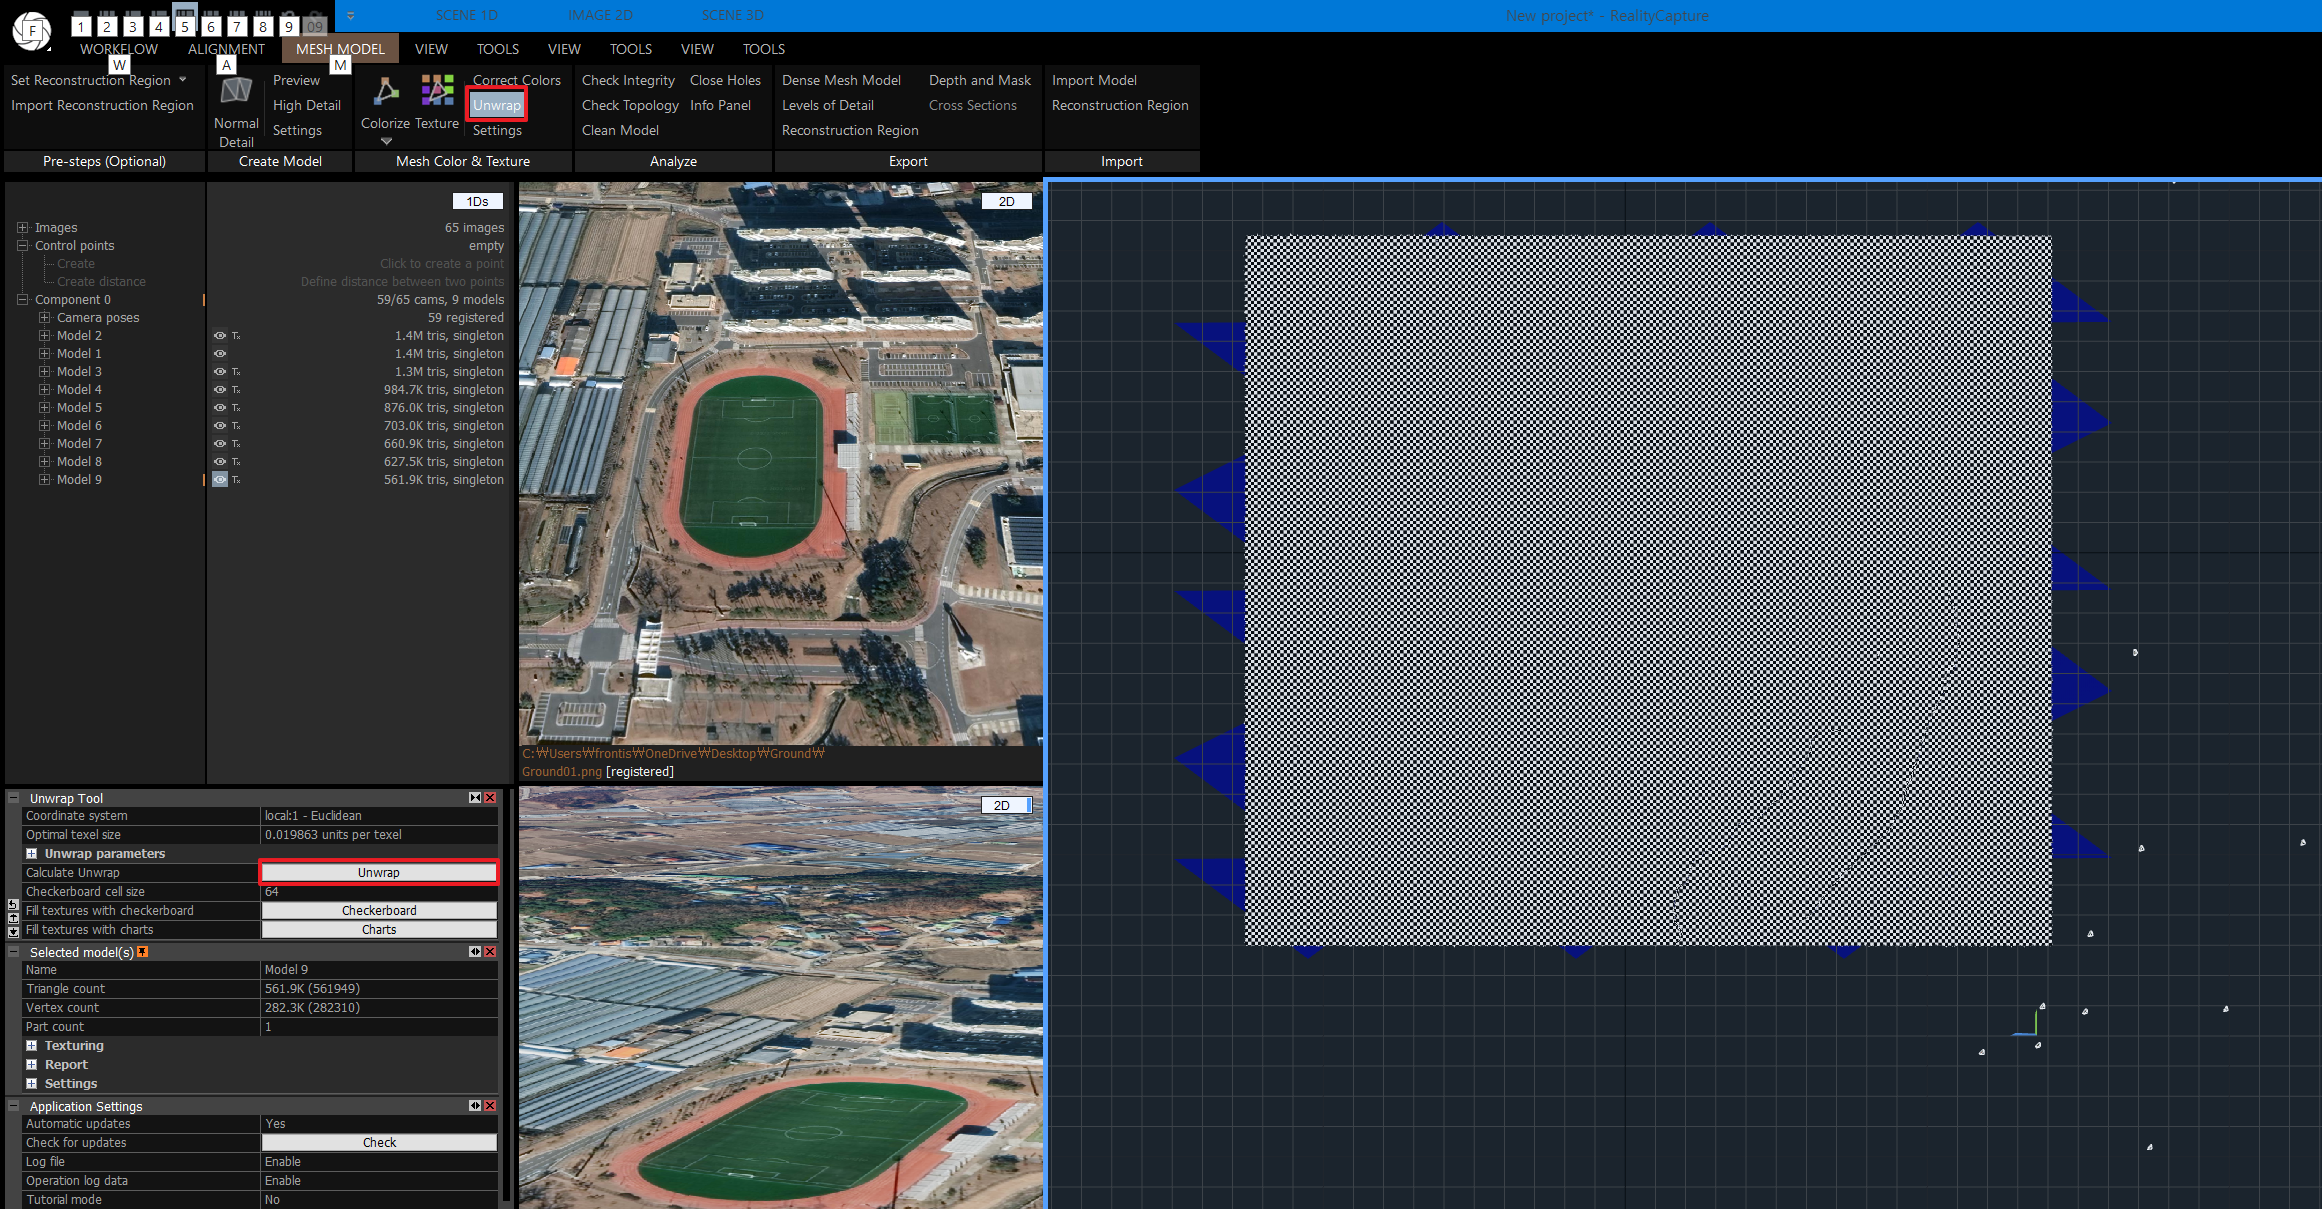 SCENE 1D IMAGE 2D SCENE 3D New project* - RealityCapture
F 1 2 3 4 5 6 7 8 9 09
WORKFLOW ALIGNMENT MESH MODEL VIEW TOOLS VIEW TOOLS VIEW TOOLS
W A M
Set Reconstruction Region
Import Reconstruction Region
Pre-steps (Optional)
Normal Detail
Preview
High Detail
Settings
Create Model
Colorize Texture
Correct Colors
Unwrap
Settings
Mesh Color & Texture
Check Integrity Close Holes
Check Topology Info Panel
Clean Model
Analyze
Dense Mesh Model Depth and Mask
Levels of Detail Cross Sections
Reconstruction Region
Export
Import Model
Reconstruction Region
Import
1Ds
Images 65 images
Control points empty
Create Click to create a point
Create distance Define distance between two points
Component 0 59/65 cams, 9 models
Camera poses 59 registered
Model 2 Tx 1.4M tris, singleton
Model 1 1.4M tris, singleton
Model 3 Tx 1.3M tris, singleton
Model 4 Tx 984.7K tris, singleton
Model 5 Tx 876.0K tris, singleton
Model 6 Tx 703.0K tris, singleton
Model 7 Tx 660.9K tris, singleton
Model 8 Tx 627.5K tris, singleton
Model 9 Tx 561.9K tris, singleton
2D
C:₩Users₩frontis₩OneDrive₩Desktop₩Ground₩
Ground01.png [registered]
2D
Unwrap Tool
Coordinate system local:1 - Euclidean
Optimal texel size 0.019863 units per texel
Unwrap parameters
Calculate Unwrap Unwrap
Checkerboard cell size 64
Fill textures with checkerboard Checkerboard
Fill textures with charts Charts
Selected model(s)
Name Model 9
Triangle count 561.9K (561949)
Vertex count 282.3K (282310)
Part count 1
Texturing
Report
Settings
Application Settings
Automatic updates Yes
Check for updates Check
Log file Enable
Operation log data Enable
Tutorial mode No